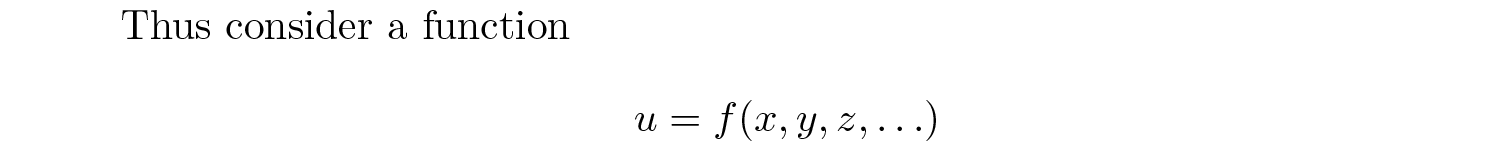 Thus consider a function
u = f(x, y, z, . . .)